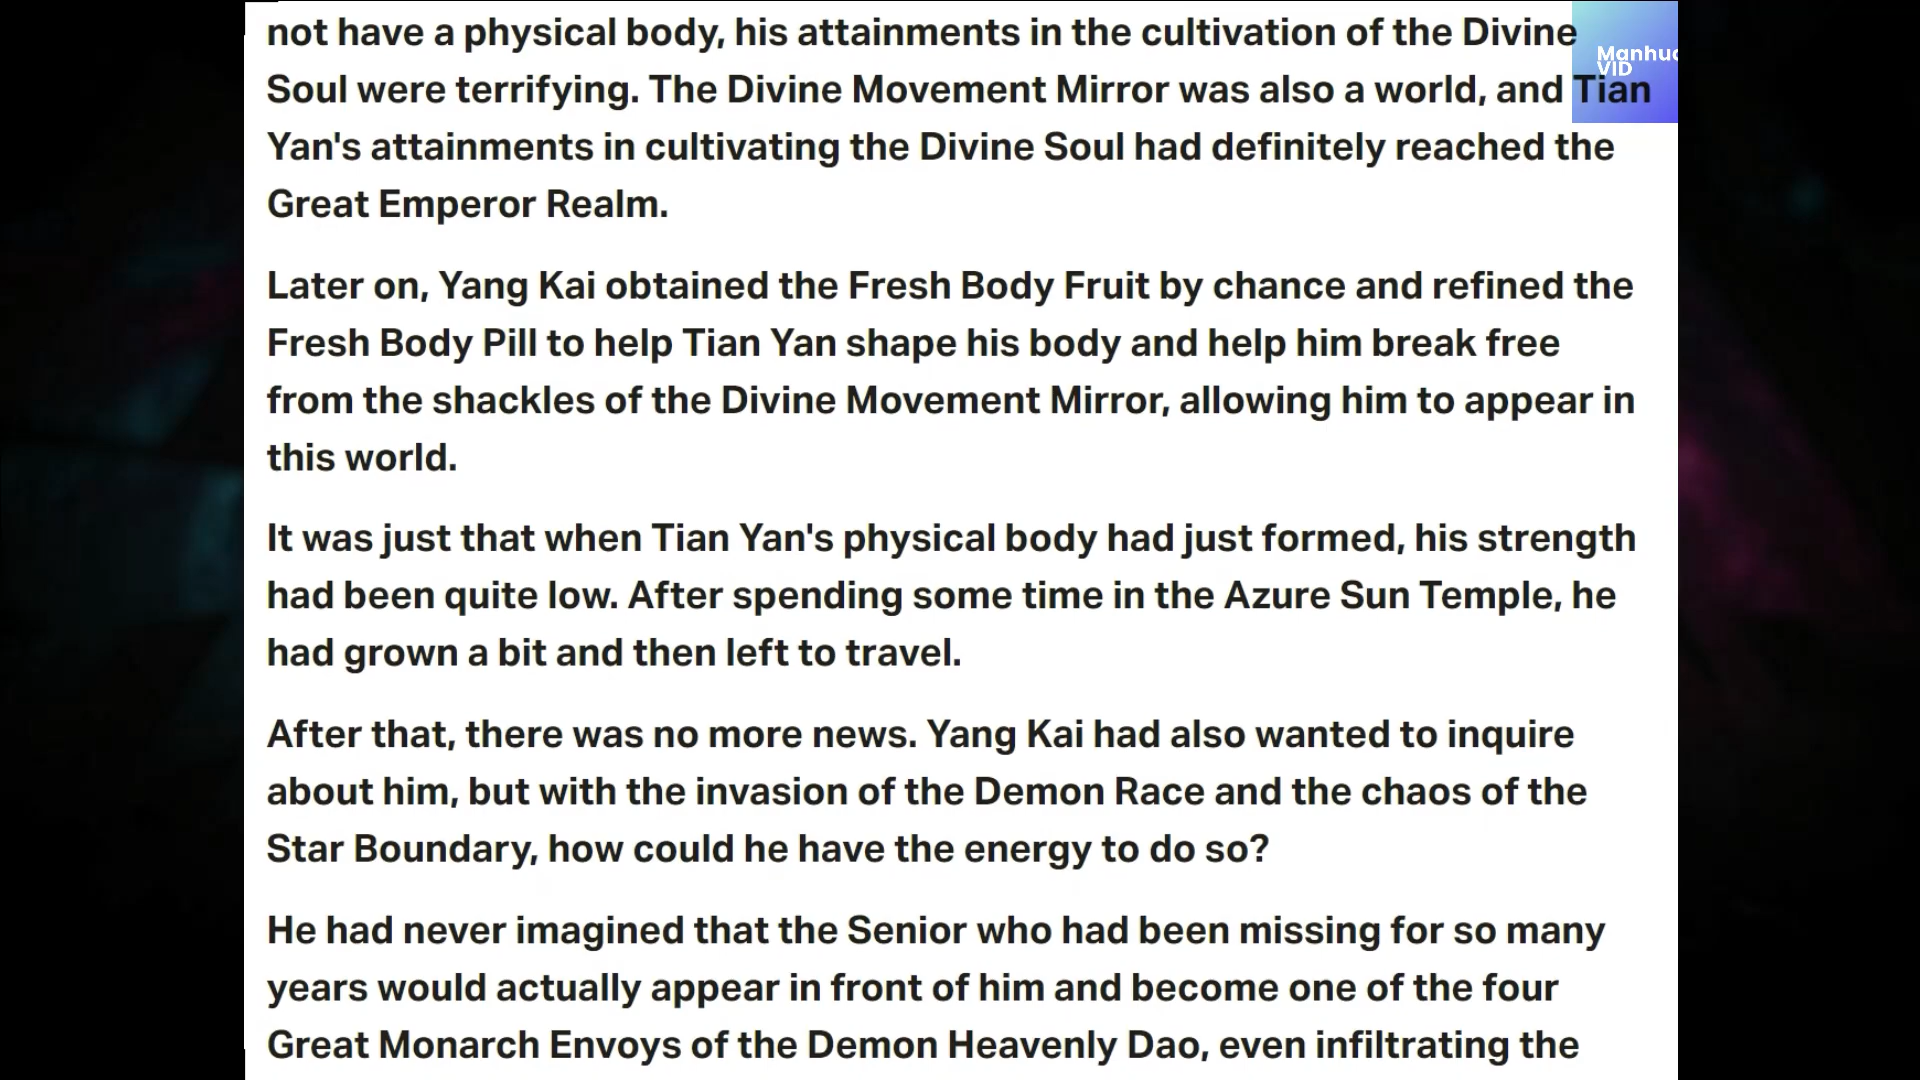 not have a physical body, his attainments in the cultivation of the Divine
Manhua
VID
Soul were terrifying. The Divine Movement Mirror was also a world, and Tian
Yan's attainments in cultivating the Divine Soul had definitely reached the
Great Emperor Realm.
Later on, Yang Kai obtained the Fresh Body Fruit by chance and refined the
Fresh Body Pill to help Tian Yan shape his body and help him break free
from the shackles of the Divine Movement Mirror, allowing him to appear in
this world.
It was just that when Tian Yan's physical body had just formed, his strength
had been quite low. After spending some time in the Azure Sun Temple, he
had grown a bit and then left to travel.
After that, there was no more news. Yang Kai had also wanted to inquire
about him, but with the invasion of the Demon Race and the chaos of the
Star Boundary, how could he have the energy to do so?
He had never imagined that the Senior who had been missing for so many
years would actually appear in front of him and become one of the four
Great Monarch Envoys of the Demon Heavenly Dao, even infiltrating the